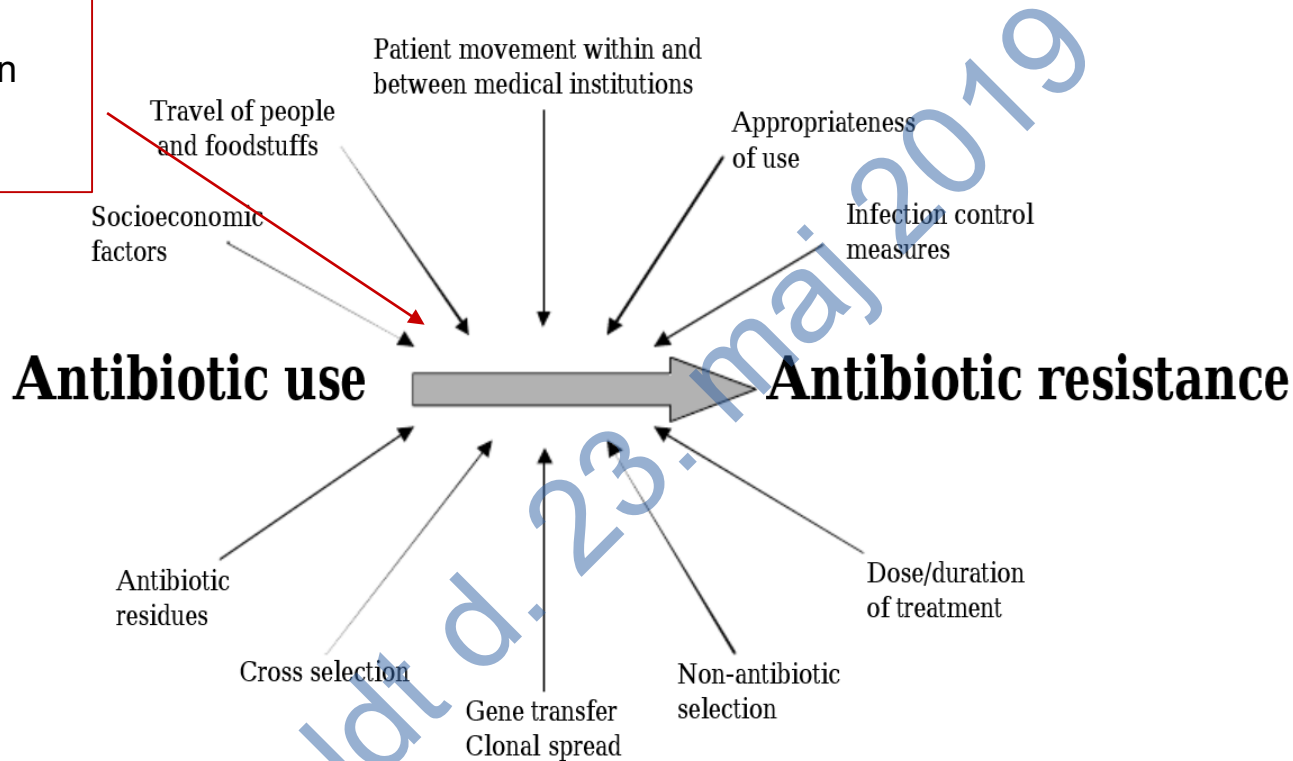 Patient movement within and
between medical institutions
Travel of people
and foodstuffs
Appropriateness
of use
Socioeconomic
factors
Infection control
measures
Antibiotic use
Antibiotic resistance
Antibiotic
residues
Dose/duration
of treatment
Cross selection
Non-antibiotic
selection
Gene transfer
Clonal spread
d. 23. maj 2019